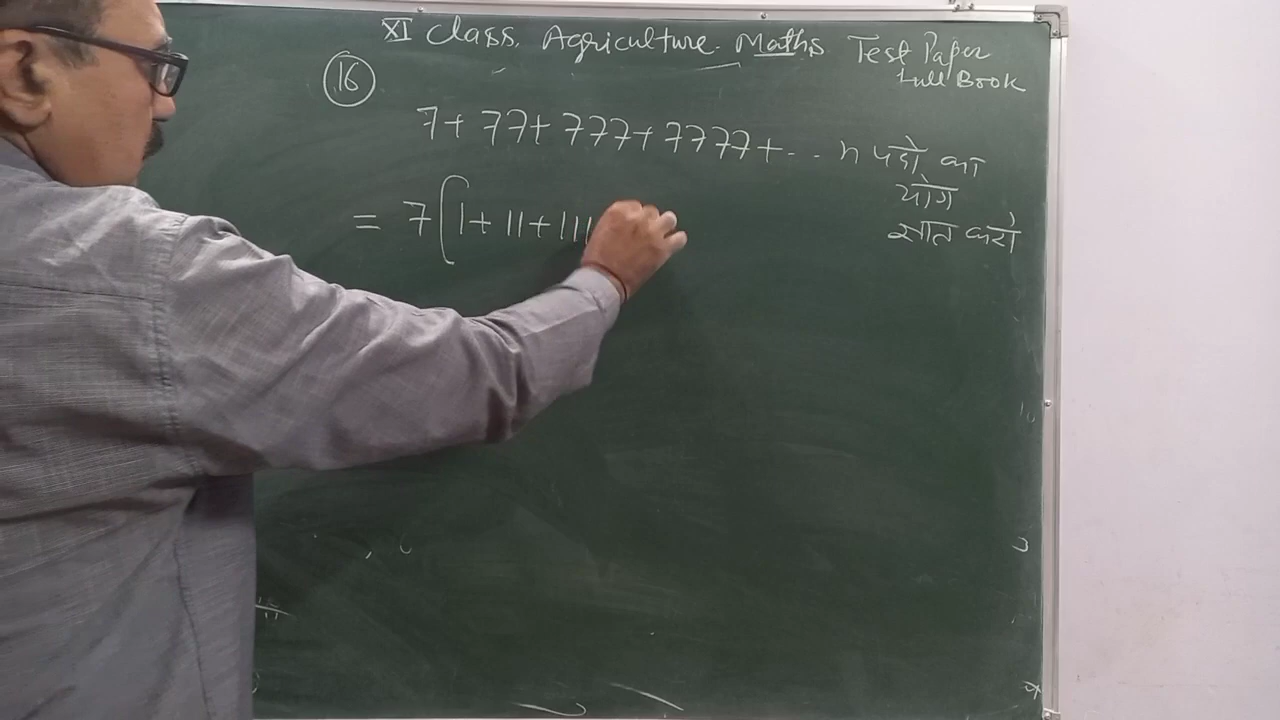 XI Class. Agriculture. Maths Test Paper
Full Book
16
7+ 77+ 777+ 7777+... n पदो का
योग
ज्ञात करो
= 7[1+ 11+ 111